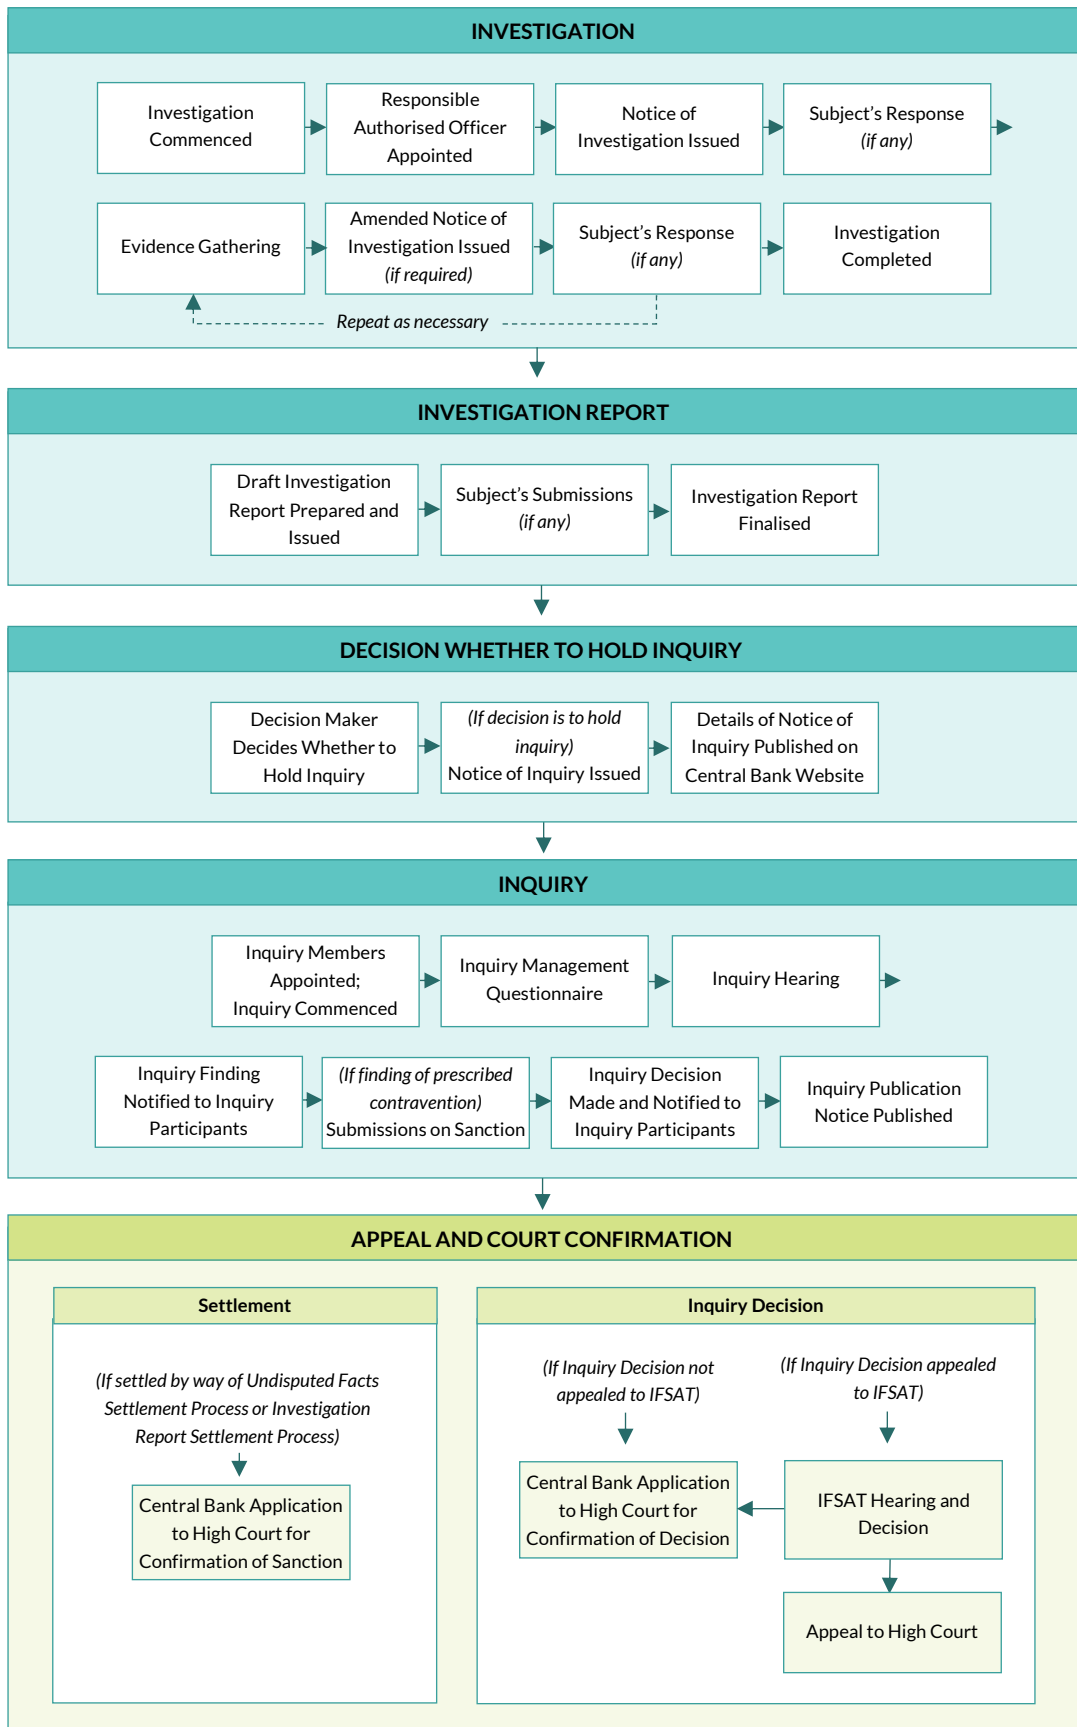 INVESTIGATION
Investigation
Commenced
Responsible
Authorised Officer
Appointed
Notice of
Investigation Issued
Subject's Response
(if any)
Evidence Gathering
Amended Notice of
Investigation Issued
(if required)
Subject's Response
(if any)
Investigation
Completed
Repeat as necessary
INVESTIGATION REPORT
Draft Investigation
Report Prepared and
Issued
Subject's Submissions
(if any)
Investigation Report
Finalised
DECISION WHETHER TO HOLD INQUIRY
Decision Maker
Decides Whether to
Hold Inquiry
(If decision is to hold
inquiry)
Notice of Inquiry Issued
Details of Notice of
Inquiry Published on
Central Bank Website
INQUIRY
Inquiry Members
Appointed;
Inquiry Commenced
Inquiry Management
Questionnaire
Inquiry Hearing
Inquiry Finding
Notified to Inquiry
Participants
(If finding of prescribed
contravention)
Submissions on Sanction
Inquiry Decision
Made and Notified to
Inquiry Participants
Inquiry Publication
Notice Published
APPEAL AND COURT CONFIRMATION
Settlement
(If settled by way of Undisputed Facts
Settlement Process or Investigation
Report Settlement Process)
Central Bank Application
to High Court for
Confirmation of Sanction
Inquiry Decision
(If Inquiry Decision not
appealed to IFSAT)
(If Inquiry Decision appealed
to IFSAT)
Central Bank Application
to High Court for
Confirmation of Decision
IFSAT Hearing and
Decision
Appeal to High Court